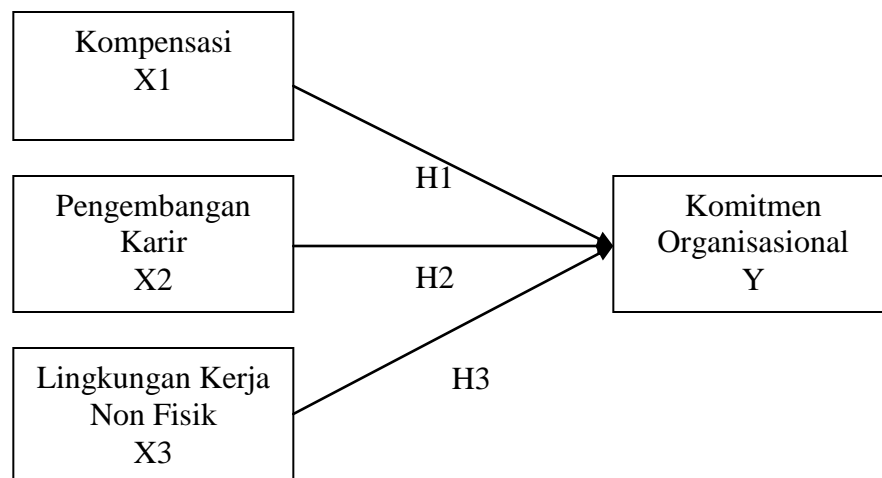 Kompensasi
X1
H1
Pengembangan
Karir
X2
H2
Komitmen
Organisasional
Y
Lingkungan Kerja
Non Fisik
X3
H3